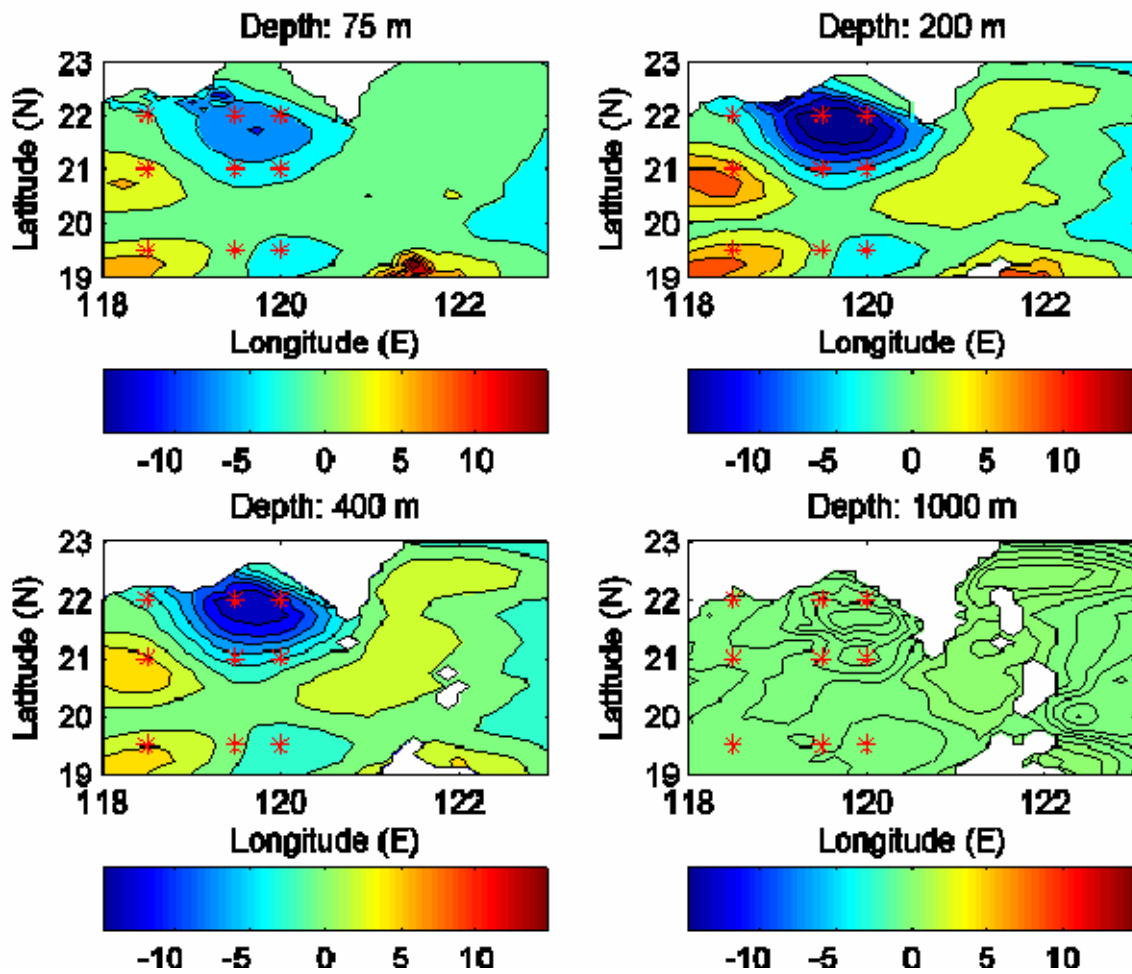 Depth: 75 m
Depth: 200 m
Latitude (N)
23
22
21
20
19
118 120 122
Longitude (E)
-10 -5 0 5 10
Latitude (N)
23
22
21
20
19
118 120 122
Longitude (E)
-10 -5 0 5 10
Depth: 400 m
Depth: 1000 m
Latitude (N)
23
22
21
20
19
118 120 122
Longitude (E)
-10 -5 0 5 10
Latitude (N)
23
22
21
20
19
118 120 122
Longitude (E)
-10 -5 0 5 10